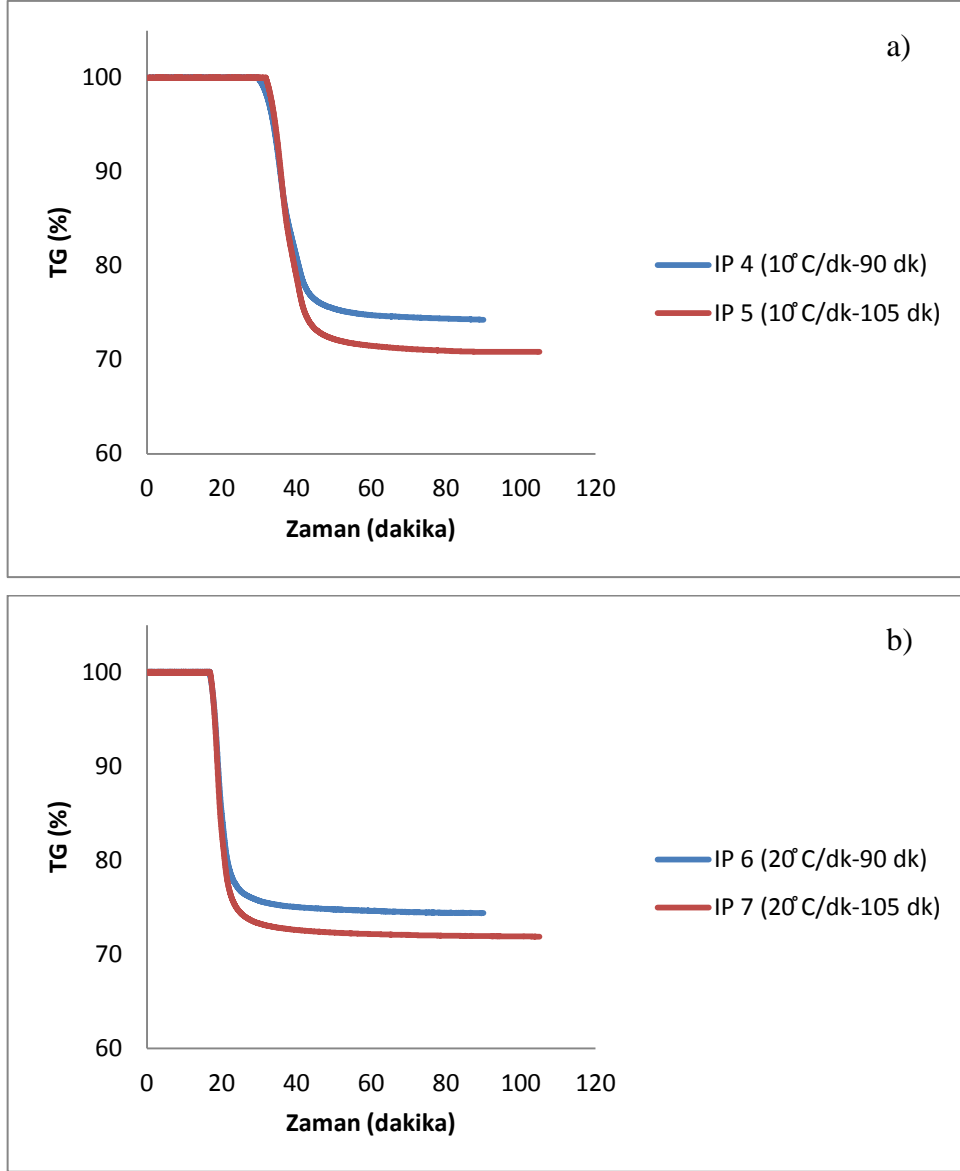 a)
100
90
80
70
60
TG (%)
0 20 40 60 80 100 120
Zaman (dakika)
IP 4 (10̊ C/dk-90 dk)
IP 5 (10̊ C/dk-105 dk)
b)
100
90
80
70
60
TG (%)
0 20 40 60 80 100 120
Zaman (dakika)
IP 6 (20̊ C/dk-90 dk)
IP 7 (20̊ C/dk-105 dk)